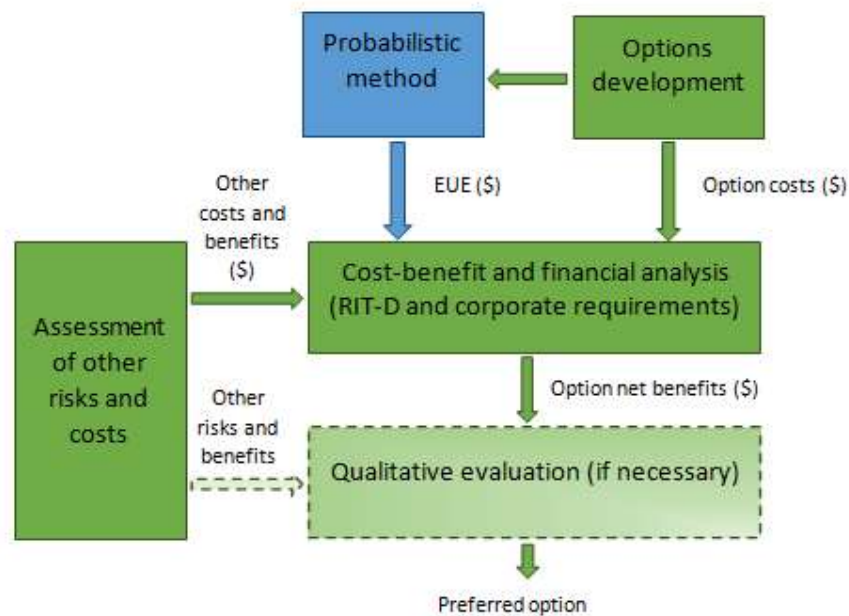 Probabilistic
method
Options
development
EUE ($)
Option costs ($)
Other
costs and
benefits
($)
Cost-benefit and financial analysis
(RIT-D and corporate requirements)
Assessment
of other
risks and
costs
Option net benefits ($)
Other
risks and
benefits
Qualitative evaluation (if necessary)
Preferred option